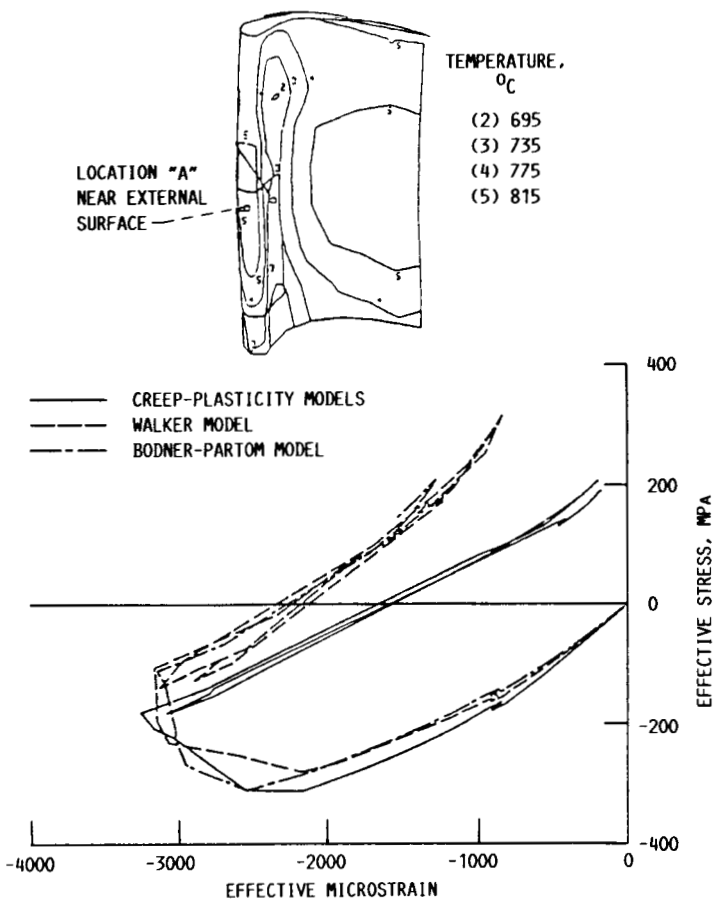 TEMPERATURE,
°C
(2) 695
(3) 735
(4) 775
(5) 815
LOCATION "A"
NEAR EXTERNAL
SURFACE
CREEP-PLASTICITY MODELS
WALKER MODEL
BODNER-PARTOM MODEL
400
200
0
-200
-400
EFFECTIVE STRESS, MPA
-4000 -3000 -2000 -1000 0
EFFECTIVE MICROSTRAIN